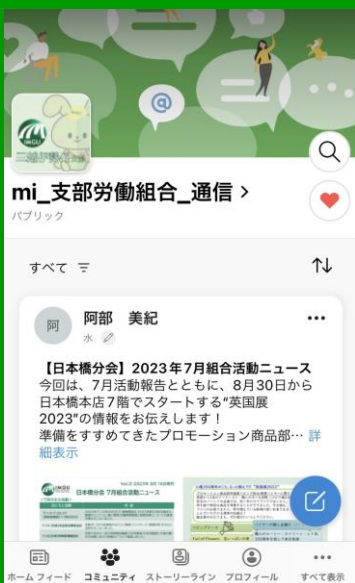 @
IMGU
mi_支部労働組合_通信 >
パブリック
すべて
阿
阿部 美紀
水
【日本橋分会】2023年7月組合活動ニュース
今回は、7月活動報告とともに、8月30日から
日本橋本店7階でスタートする“英国展
2023”の情報をお伝えします!
準備をすすめてきたプロモーション商品部… 詳
細表示
日本橋分会 7月組合活動ニュース
ホーム フィード コミュニティ ストーリーライン プロフィール すべて表示